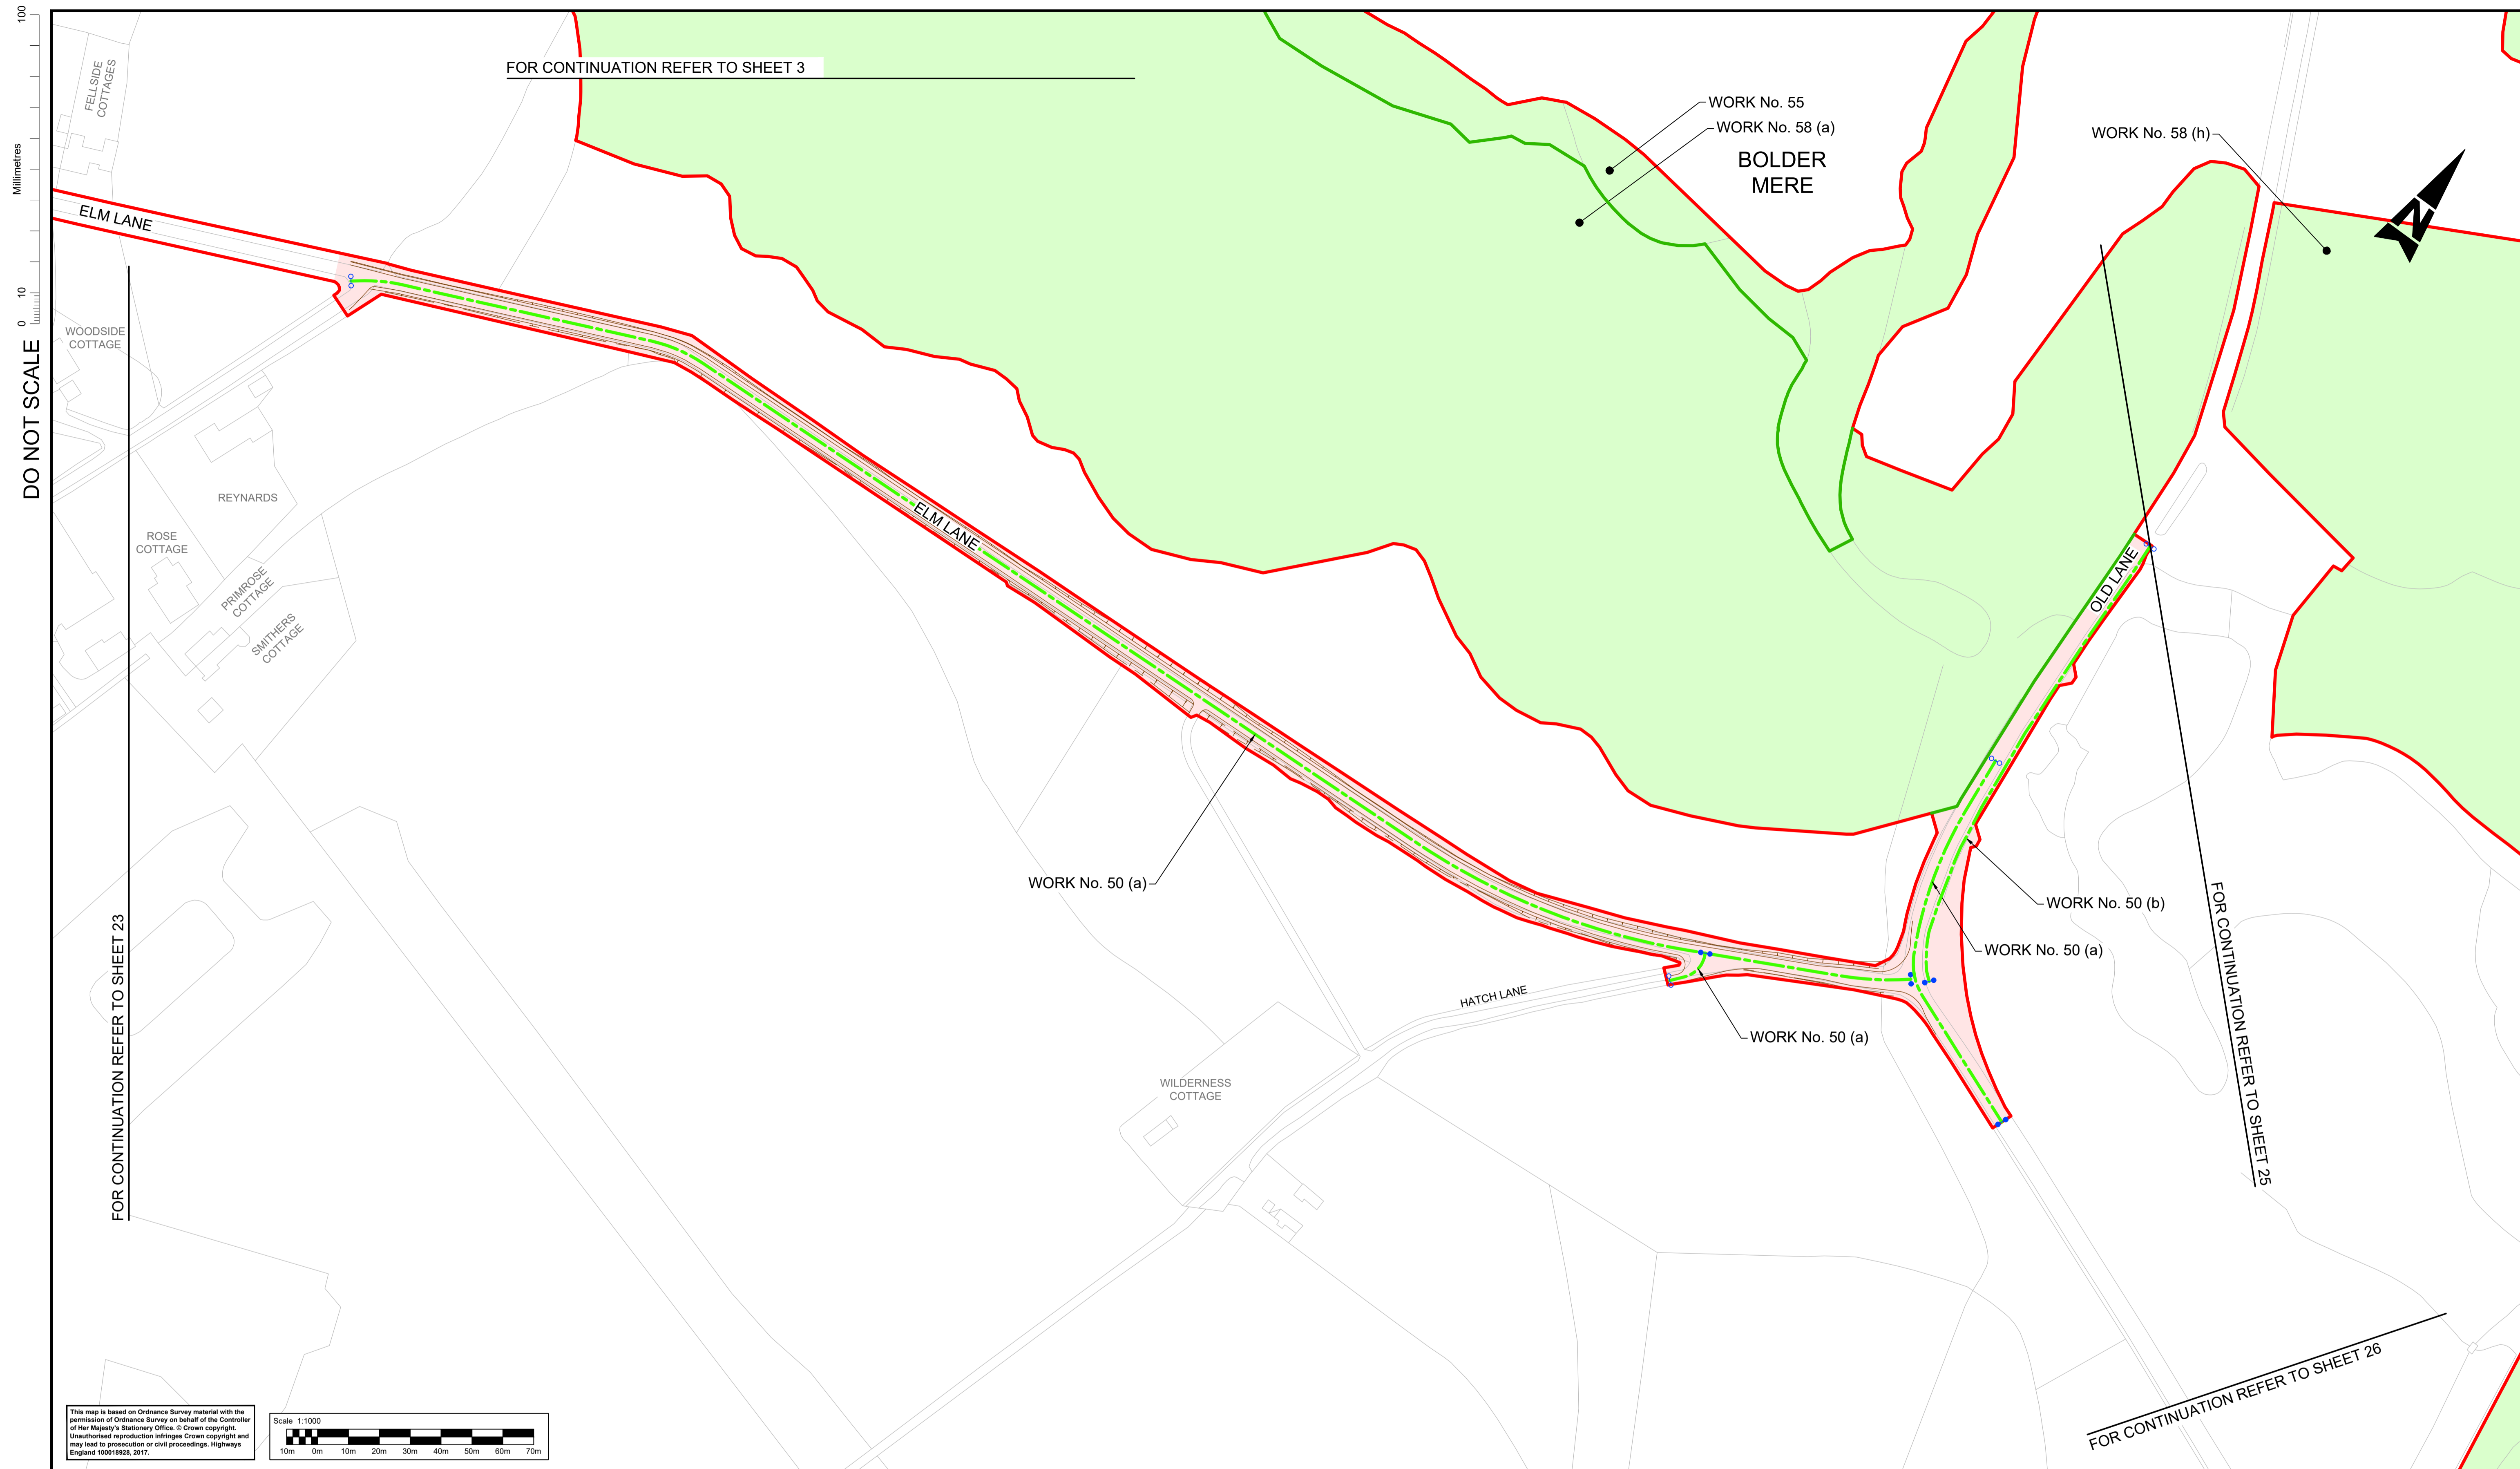 100
Millimetres
10
0
DO NOT SCALE
FOR CONTINUATION REFER TO SHEET 3
FELLSIDE
COTTAGES
ELM LANE
WORK No. 55
WORK No. 58 (a)
BOLDER
MERE
WORK No. 58 (h)
N
WOODSIDE
COTTAGE
REYNARDS
ROSE
COTTAGE
PRIMROSE
COTTAGE
SMITHERS
COTTAGE
ELM LANE
OLD LANE
WORK No. 50 (a)
WORK No. 50 (b)
WORK No. 50 (a)
HATCH LANE
WORK No. 50 (a)
WILDERNESS
COTTAGE
FOR CONTINUATION REFER TO SHEET 23
FOR CONTINUATION REFER TO SHEET 25
FOR CONTINUATION REFER TO SHEET 26
This map is based on Ordnance Survey material with the
permission of Ordnance Survey on behalf of the Controller
of Her Majesty's Stationery Office. © Crown copyright.
Unauthorised reproduction infringes Crown copyright and
may lead to prosecution or civil proceedings. Highways
England 100018928, 2017.
Scale 1:1000
10m 0m 10m 20m 30m 40m 50m 60m 70m